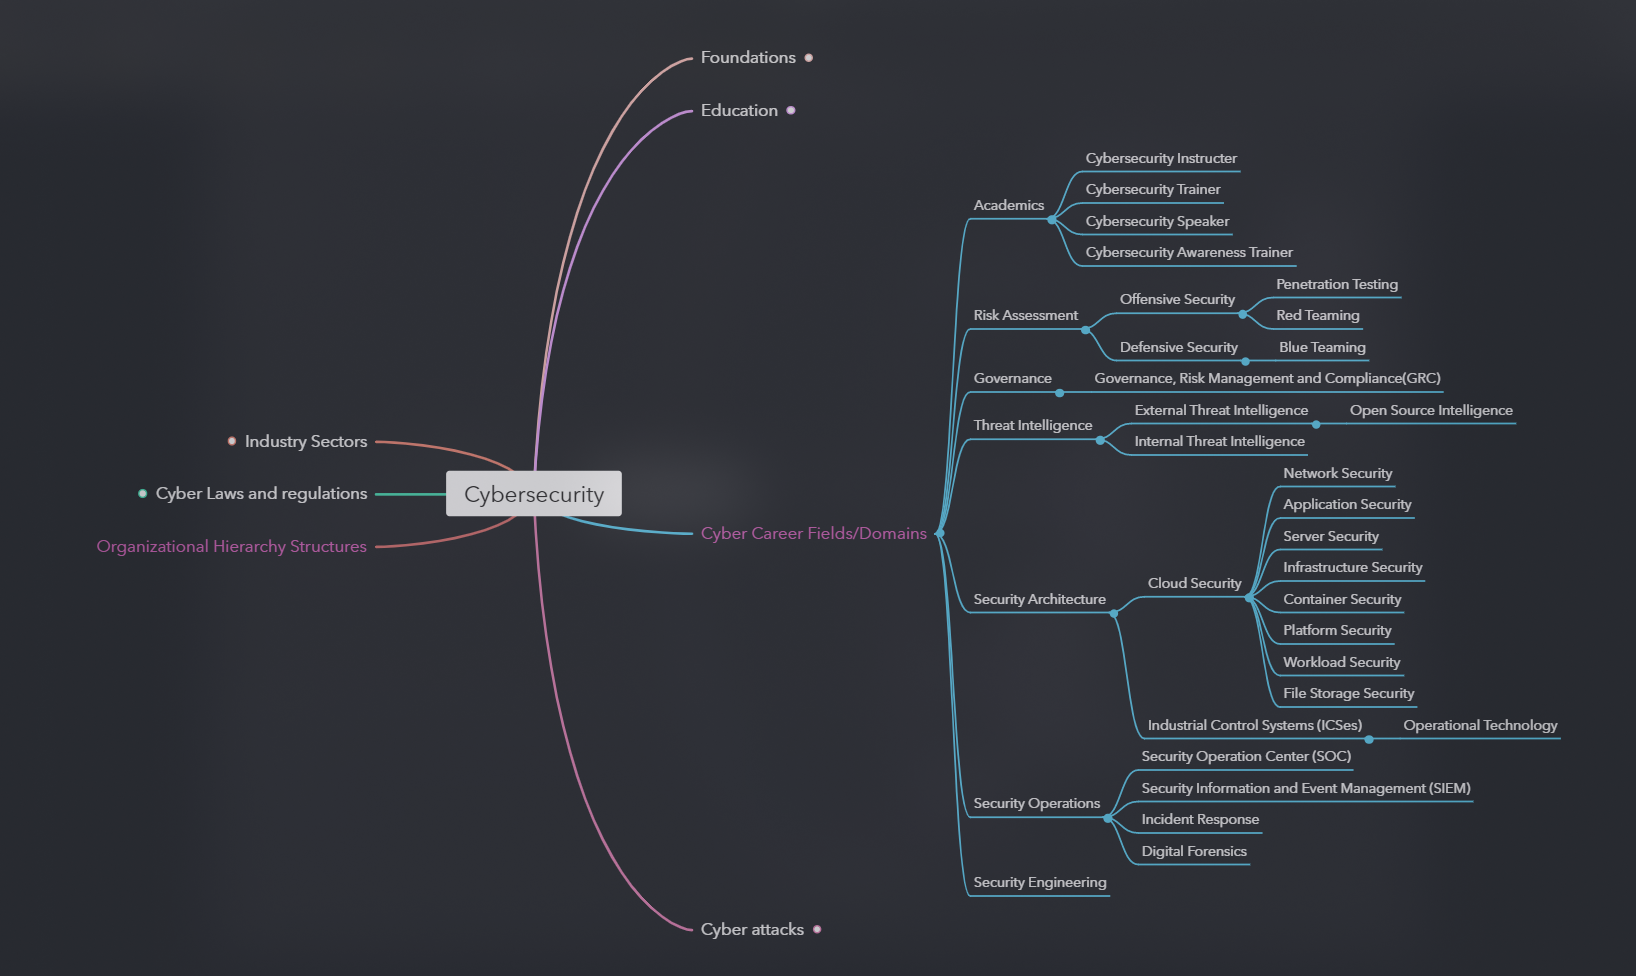 Foundations
Education
Cybersecurity Instructer
Cybersecurity Trainer
Academics
Cybersecurity Speaker
Cybersecurity Awareness Trainer
Penetration Testing
Offensive Security
Risk Assessment
Red Teaming
Defensive Security
Blue Teaming
Governance
Governance, Risk Management and Compliance(GRC)
External Threat Intelligence
Open Source Intelligence
Threat Intelligence
Internal Threat Intelligence
Industry Sectors
Cyber Laws and regulations
Organizational Hierarchy Structures
Cybersecurity
Cyber Career Fields/Domains
Network Security
Application Security
Server Security
Infrastructure Security
Cloud Security
Security Architecture
Container Security
Platform Security
Workload Security
File Storage Security
Industrial Control Systems (ICSes)
Operational Technology
Security Operation Center (SOC)
Security Information and Event Management (SIEM)
Security Operations
Incident Response
Digital Forensics
Security Engineering
Cyber attacks